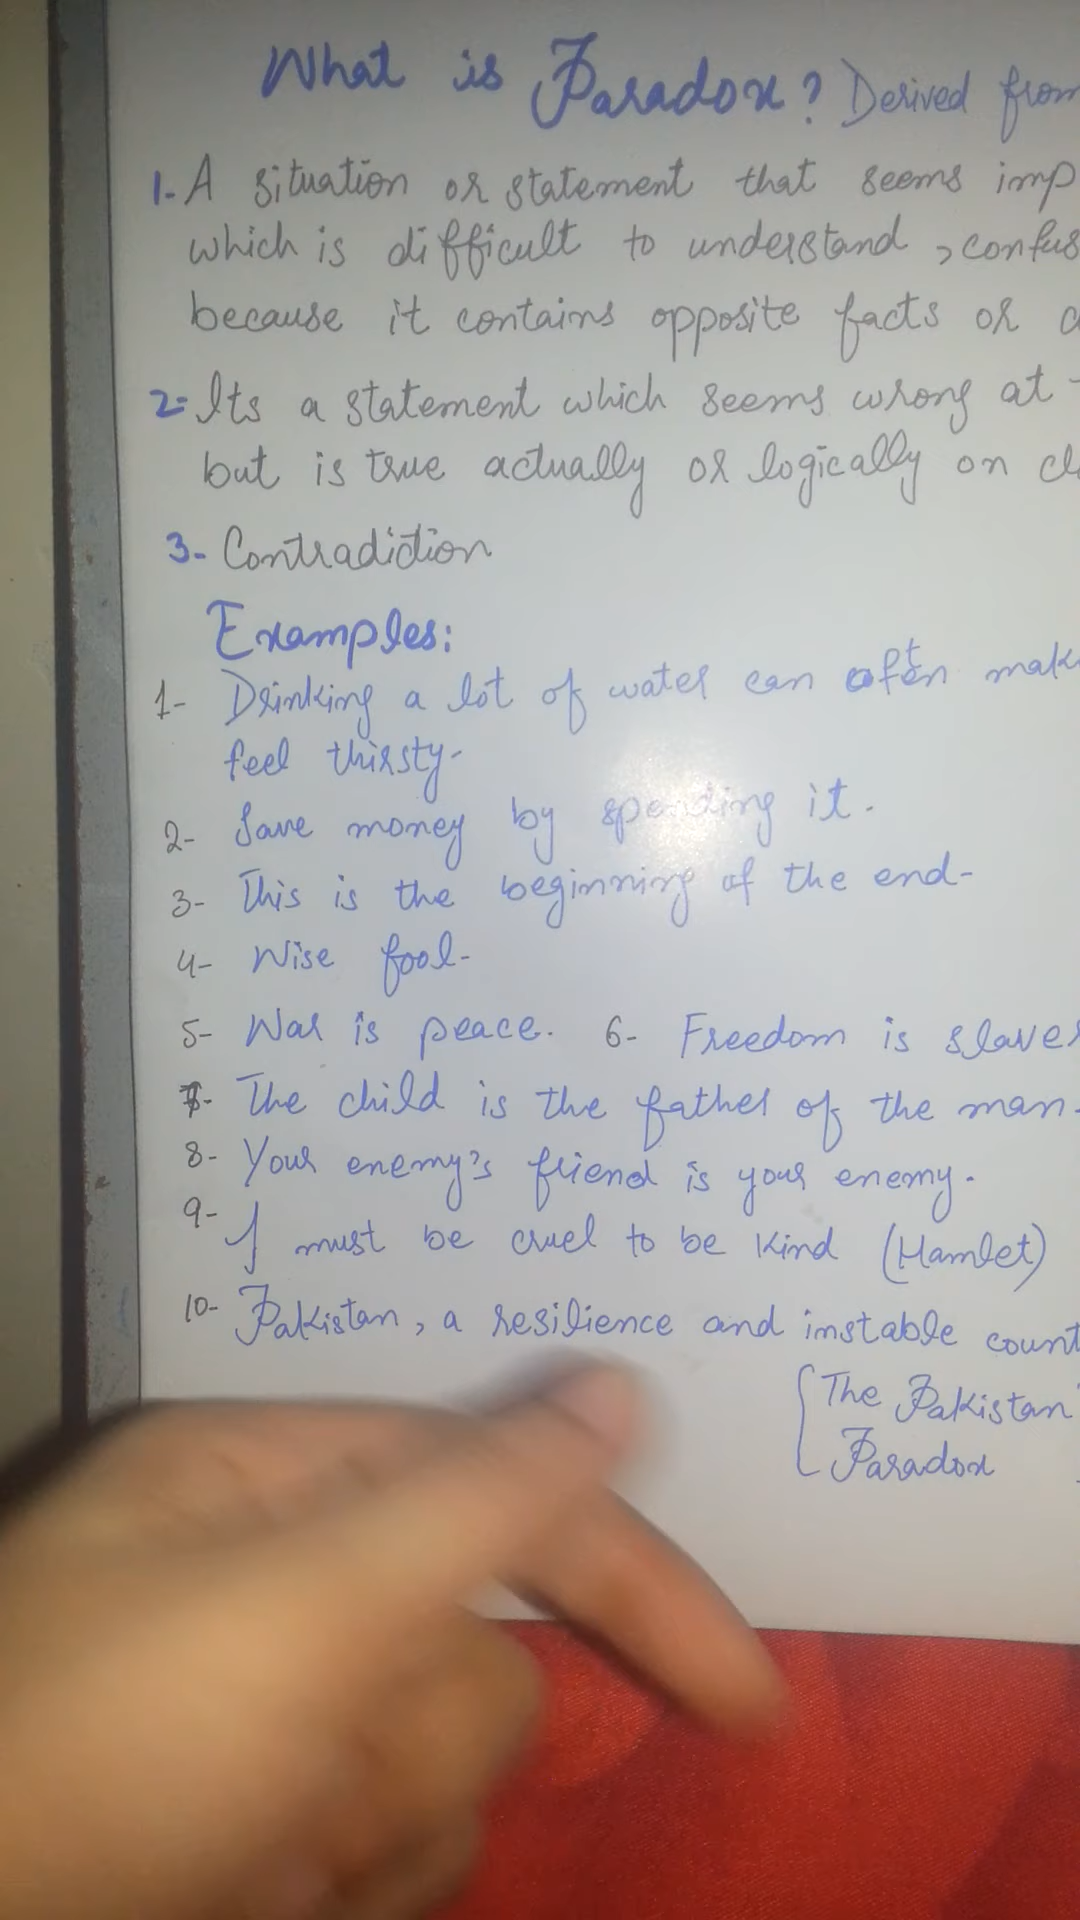 What is Paradox? Derived from
1- A situation or statement that seems imp
which is difficult to understand, confus
because it contains opposite facts or
2- Its a statement which seems wrong at
but is true actually or logically on cl
3- Contradiction
Examples:
1- Drinking a lot of water can often mak
feel thirsty-
2- Save money by spending it.
3- This is the beginning of the end-
4- Wise fool-
5- War is peace. 6- Freedom is slaver
7- The child is the father of the man-
8- Your enemy's friend is your enemy.
9- I must be cruel to be kind (Hamlet)
10- Pakistan, a resilience and instable count
The Pakistan
Paradox